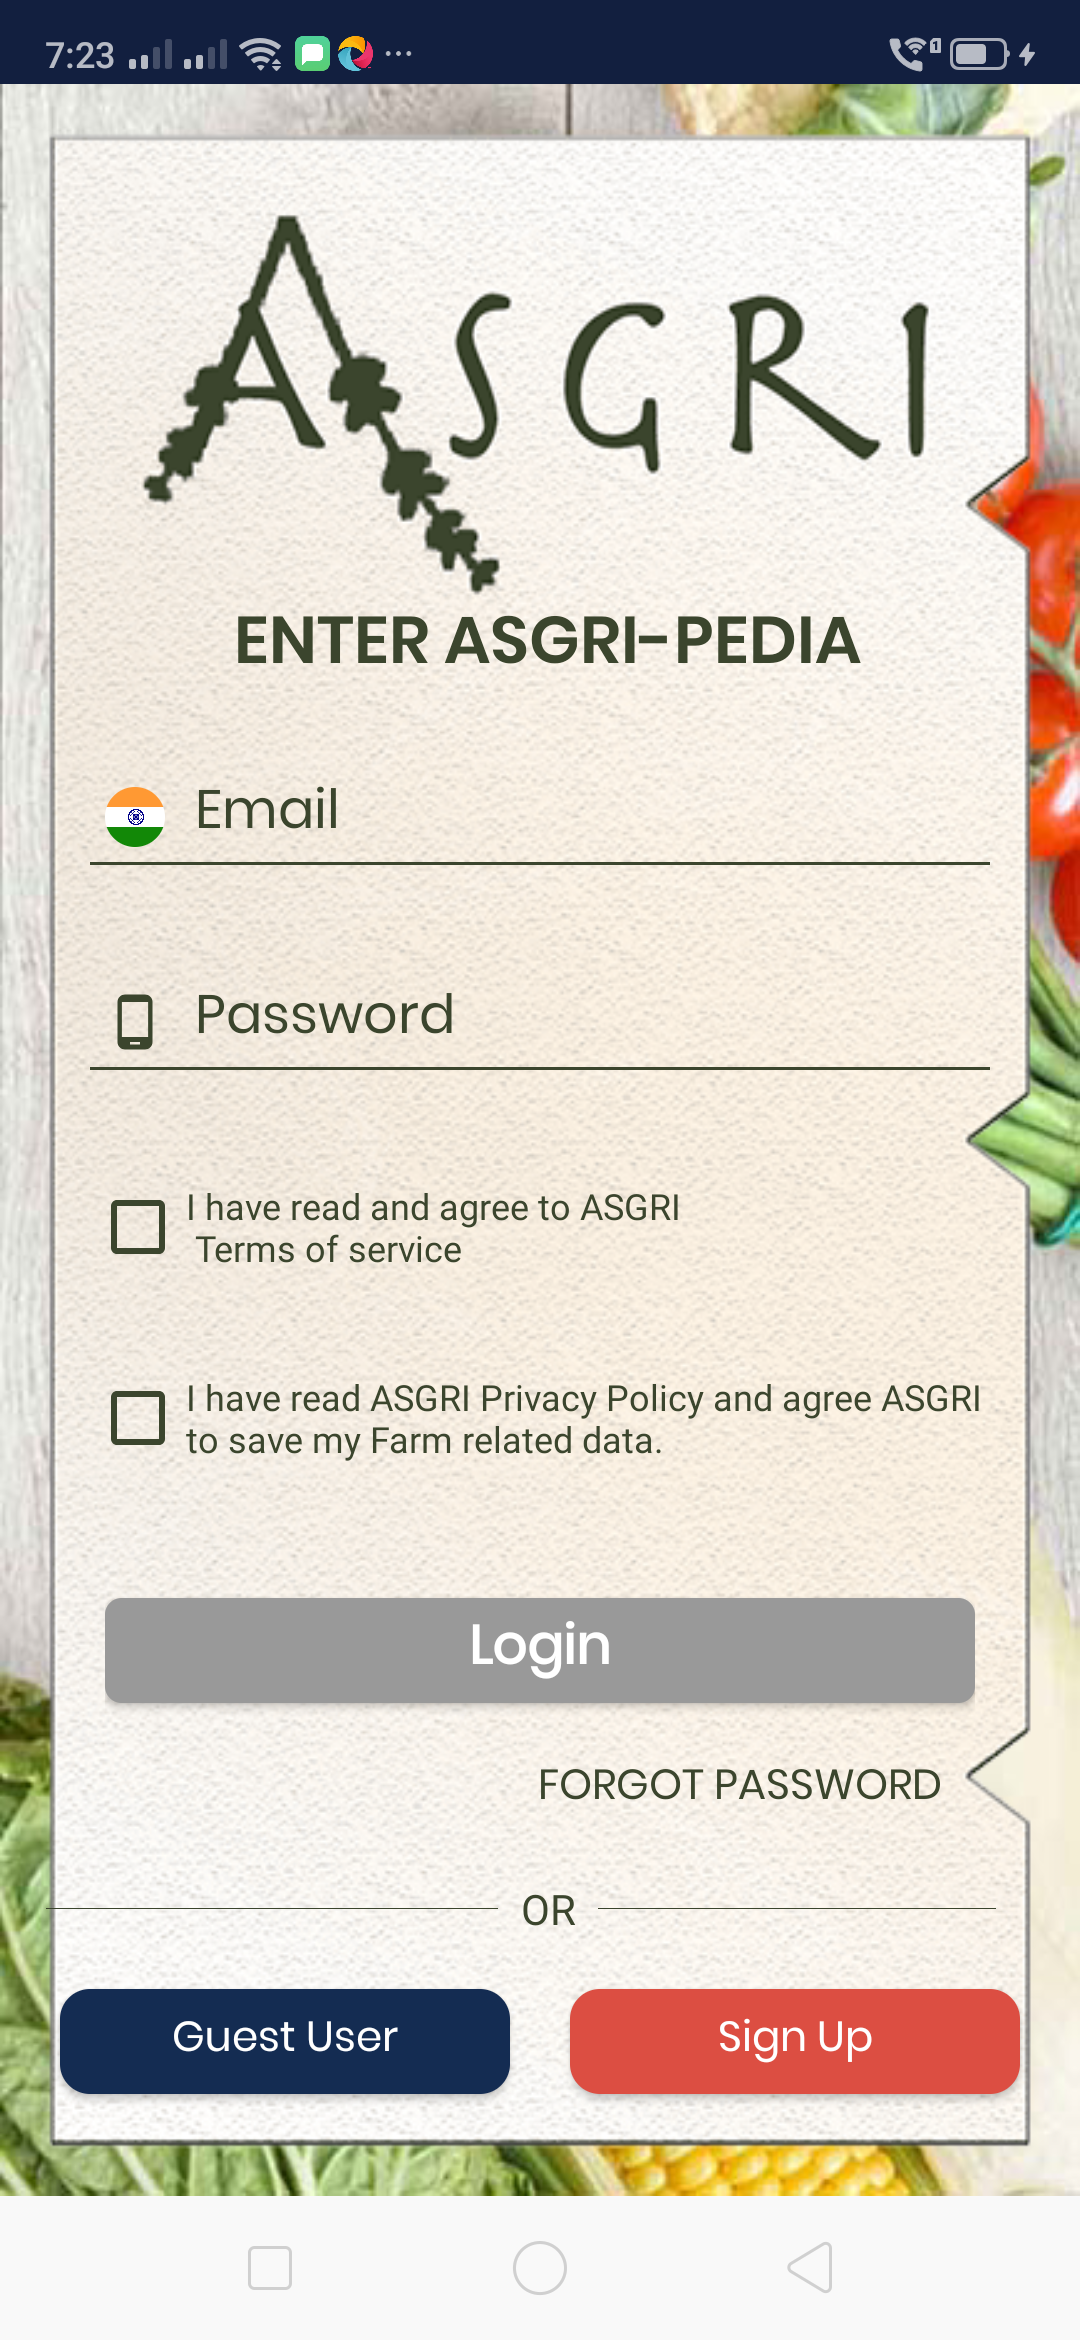 7:23
ASGRI
ENTER ASGRI-PEDIA
Email
Password
I have read and agree to ASGRI
Terms of service
I have read ASGRI Privacy Policy and agree ASGRI
to save my Farm related data.
Login
FORGOT PASSWORD
OR
Guest User
Sign Up